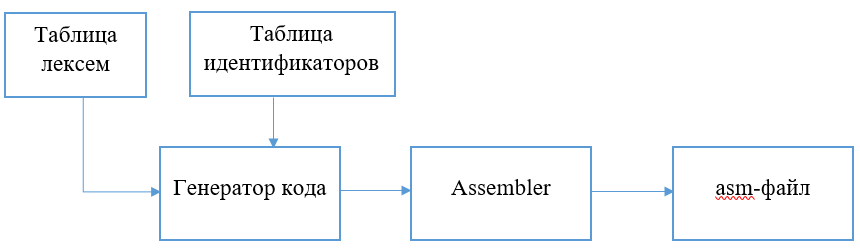 Таблица
лексем
Таблица
идентификаторов
Генератор кода
Assembler
asm-файл